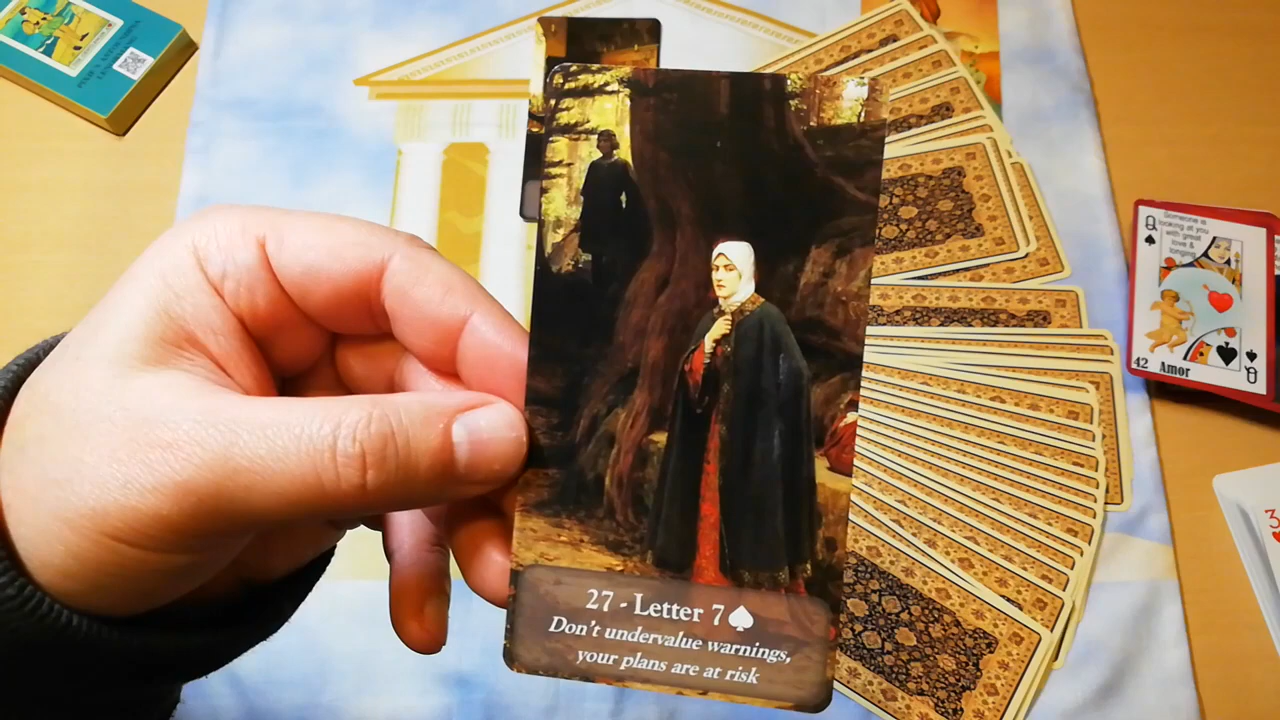 27 - Letter 7♠
Don't undervalue warnings,
your plans are at risk
Q
Someone is
looking at you
with great
love &
longing
42 Amor
Q
3